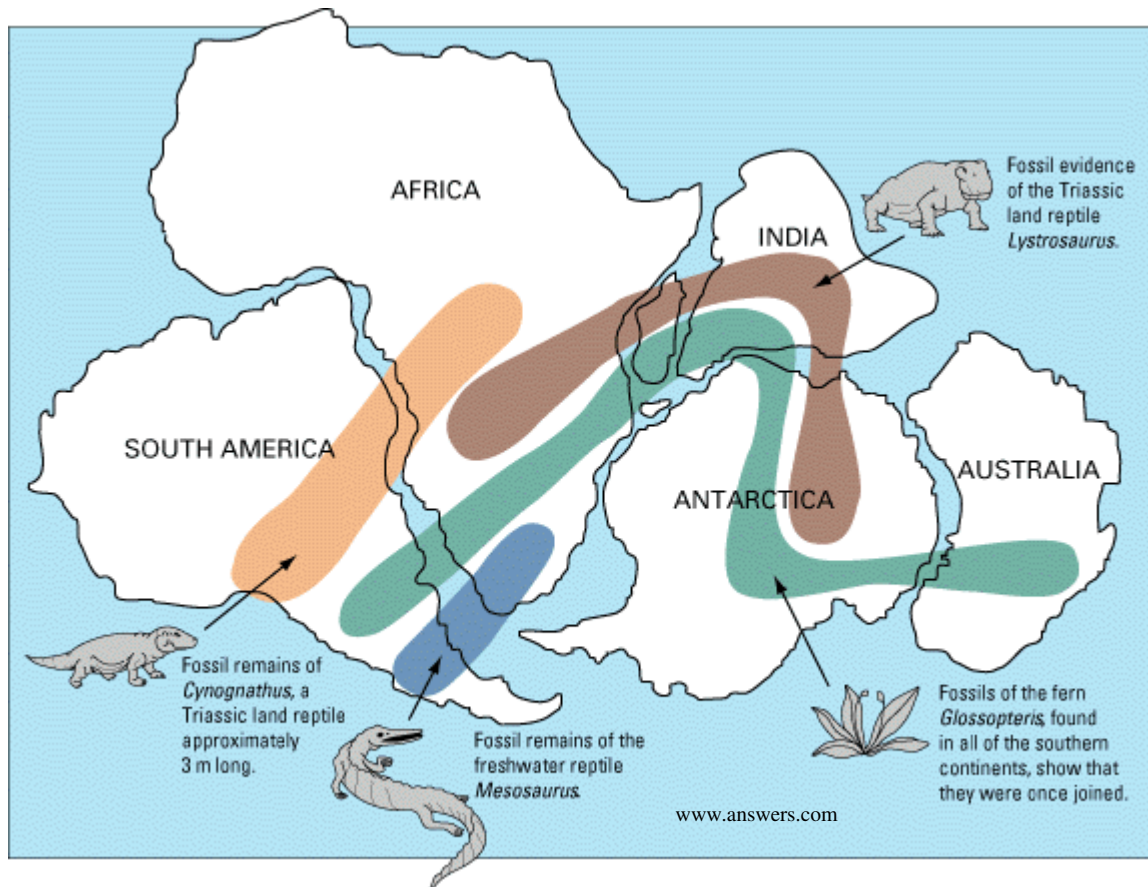 AFRICA
INDIA
Fossil evidence
of the Triassic
land reptile
Lystrosaurus.
SOUTH AMERICA
ANTARCTICA
AUSTRALIA
Fossil remains of
Cynognathus, a
Triassic land reptile
approximately
3 m long.
Fossil remains of the
freshwater reptile
Mesosaurus.
Fossils of the fern
Glossopteris, found
in all of the southern
continents, show that
they were once joined.
www.answers.com